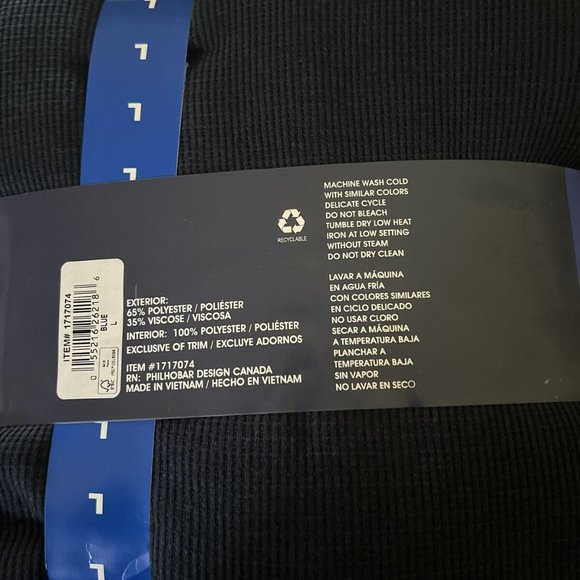 L
L
L
L
MACHINE WASH COLD
WITH SIMILAR COLORS
DELICATE CYCLE
DO NOT BLEACH
TUMBLE DRY LOW HEAT
IRON AT LOW SETTING
WITHOUT STEAM
DO NOT DRY CLEAN
RECYCLABLE
LAVAR A MÁQUINA
EN AGUA FRÍA
CON COLORES SIMILARES
EN CICLO DELICADO
NO USAR CLORO
SECAR A MÁQUINA
A TEMPERATURA BAJA
PLANCHAR A
TEMPERATURA BAJA
SIN VAPOR
NO LAVAR EN SECO
ITEM# 1717074
0 55216 26218 6
BLUE
L
EXTERIOR:
65% POLYESTER / POLIÉSTER
35% VISCOSE / VISCOSA
INTERIOR: 100% POLYESTER / POLIÉSTER
EXCLUSIVE OF TRIM / EXCLUYE ADORNOS
ITEM #1717074
RN: PHILHOBAR DESIGN CANADA
MADE IN VIETNAM / HECHO EN VIETNAM
L
L
L